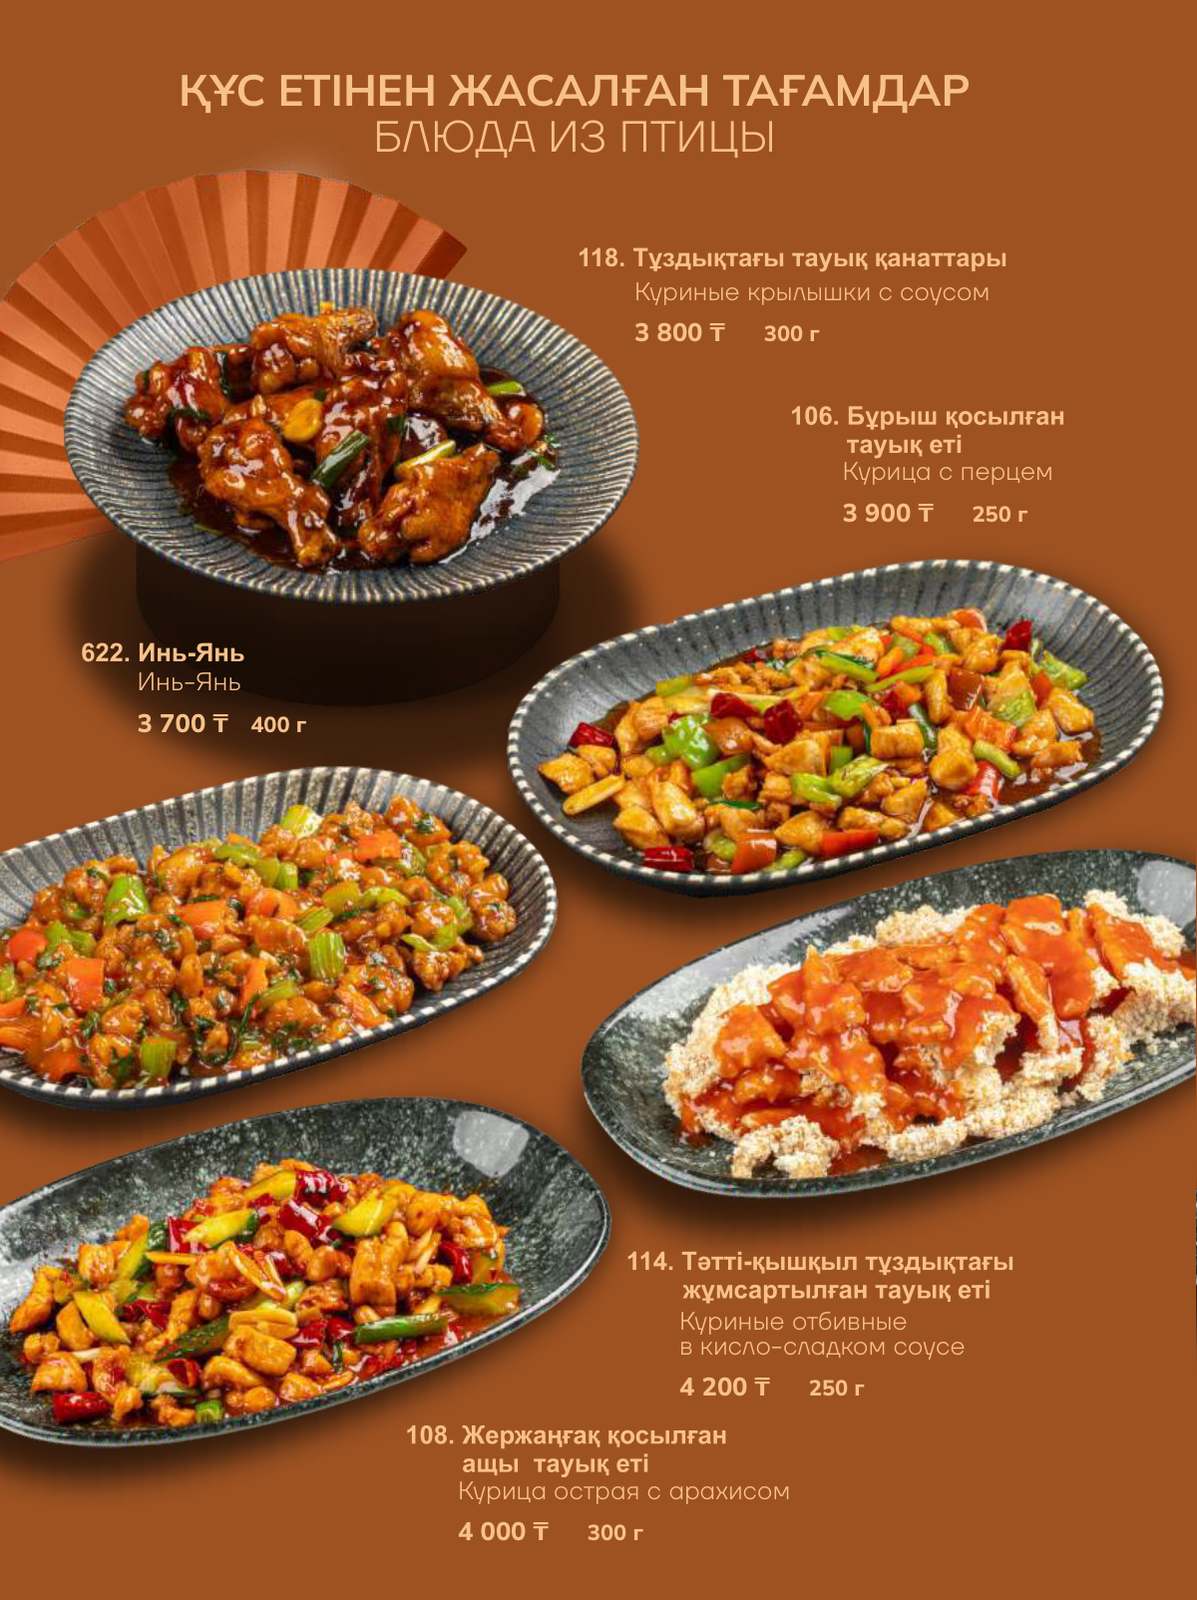 ҚҰС ЕТІНЕН ЖАСАЛҒАН ТАҒАМДАР
БЛЮДА ИЗ ПТИЦЫ
118. Тұздықтағы тауық қанаттары
Куриные крылышки с соусом
3 800 ₸ 300 г
106. Бұрыш қосылған
тауық еті
Курица с перцем
3 900 ₸ 250 г
622. Инь-Янь
Инь-Янь
3 700 ₸ 400 г
114. Тәтті-қышқыл тұздықтағы
жұмсартылған тауық еті
Куриные отбивные
в кисло-сладком соусе
4 200 ₸ 250 г
108. Жержаңғақ қосылған
ащы тауық еті
Курица острая с арахисом
4 000 ₸ 300 г